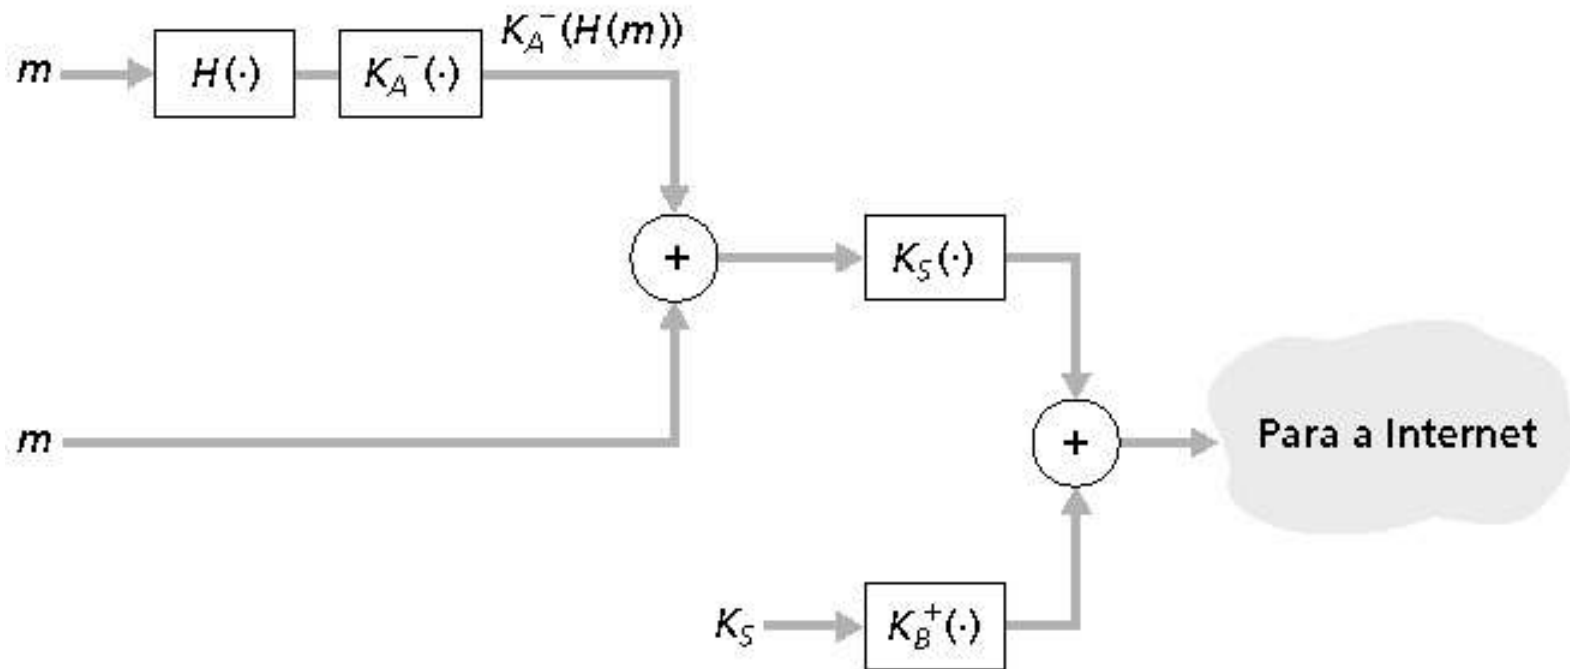 m
H(·)
K_A^-(·)
K_A^-(H(m))
+
K_S(·)
m
+
Para a Internet
K_S
K_B^+(·)